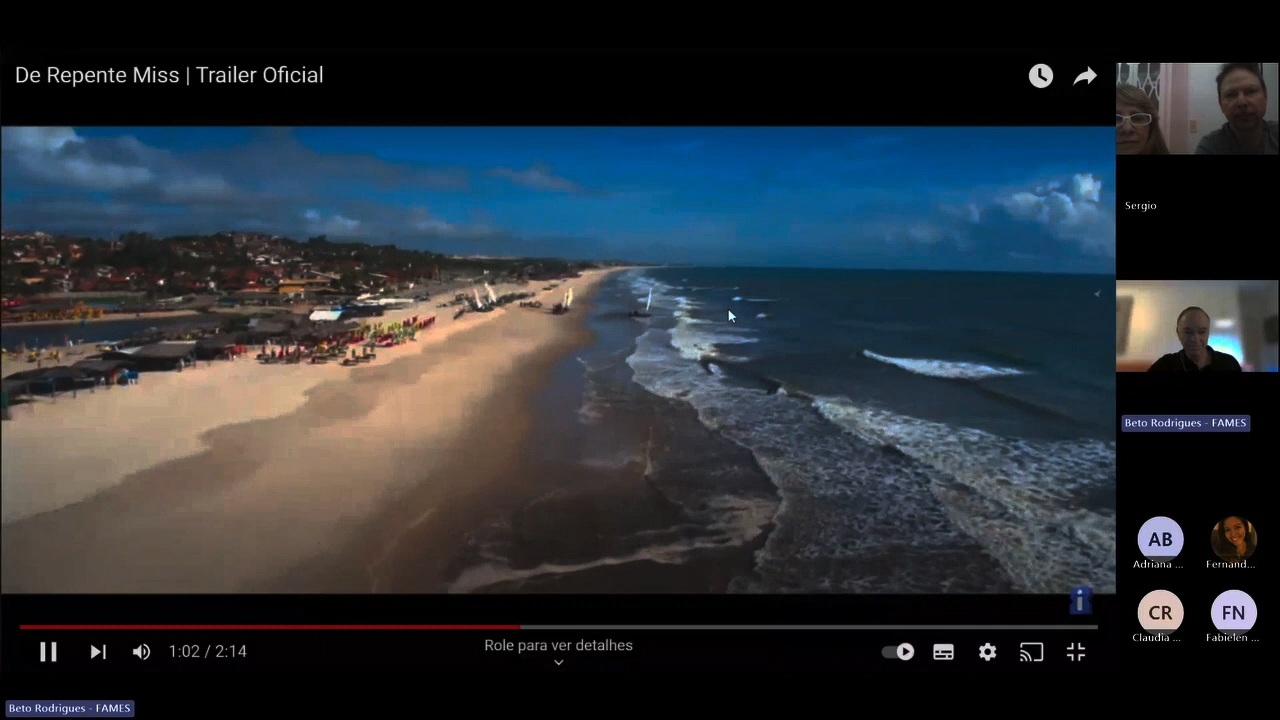 De Repente Miss | Trailer Oficial
Sergio
Beto Rodrigues - FAMES
AB
Adriana ...
Fernand...
CR
Claudia ...
FN
Fabielen ...
1:02 / 2:14
Role para ver detalhes
Beto Rodrigues - FAMES